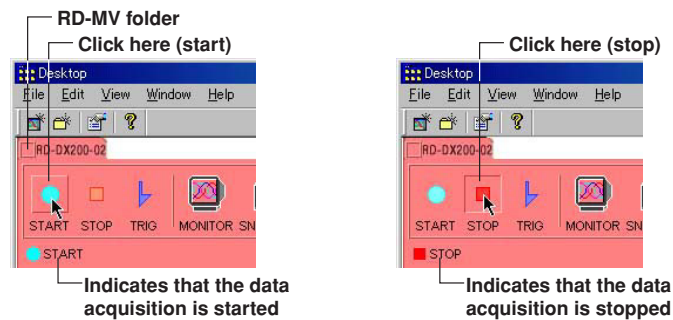 RD-MV folder
Click here (start)
Desktop
File Edit View Window Help
RD-DX200-02
START STOP TRIG MONITOR SN
START
Indicates that the data
acquisition is started
Click here (stop)
Desktop
File Edit View Window Help
RD-DX200-02
START STOP TRIG MONITOR SN
STOP
Indicates that the data
acquisition is stopped